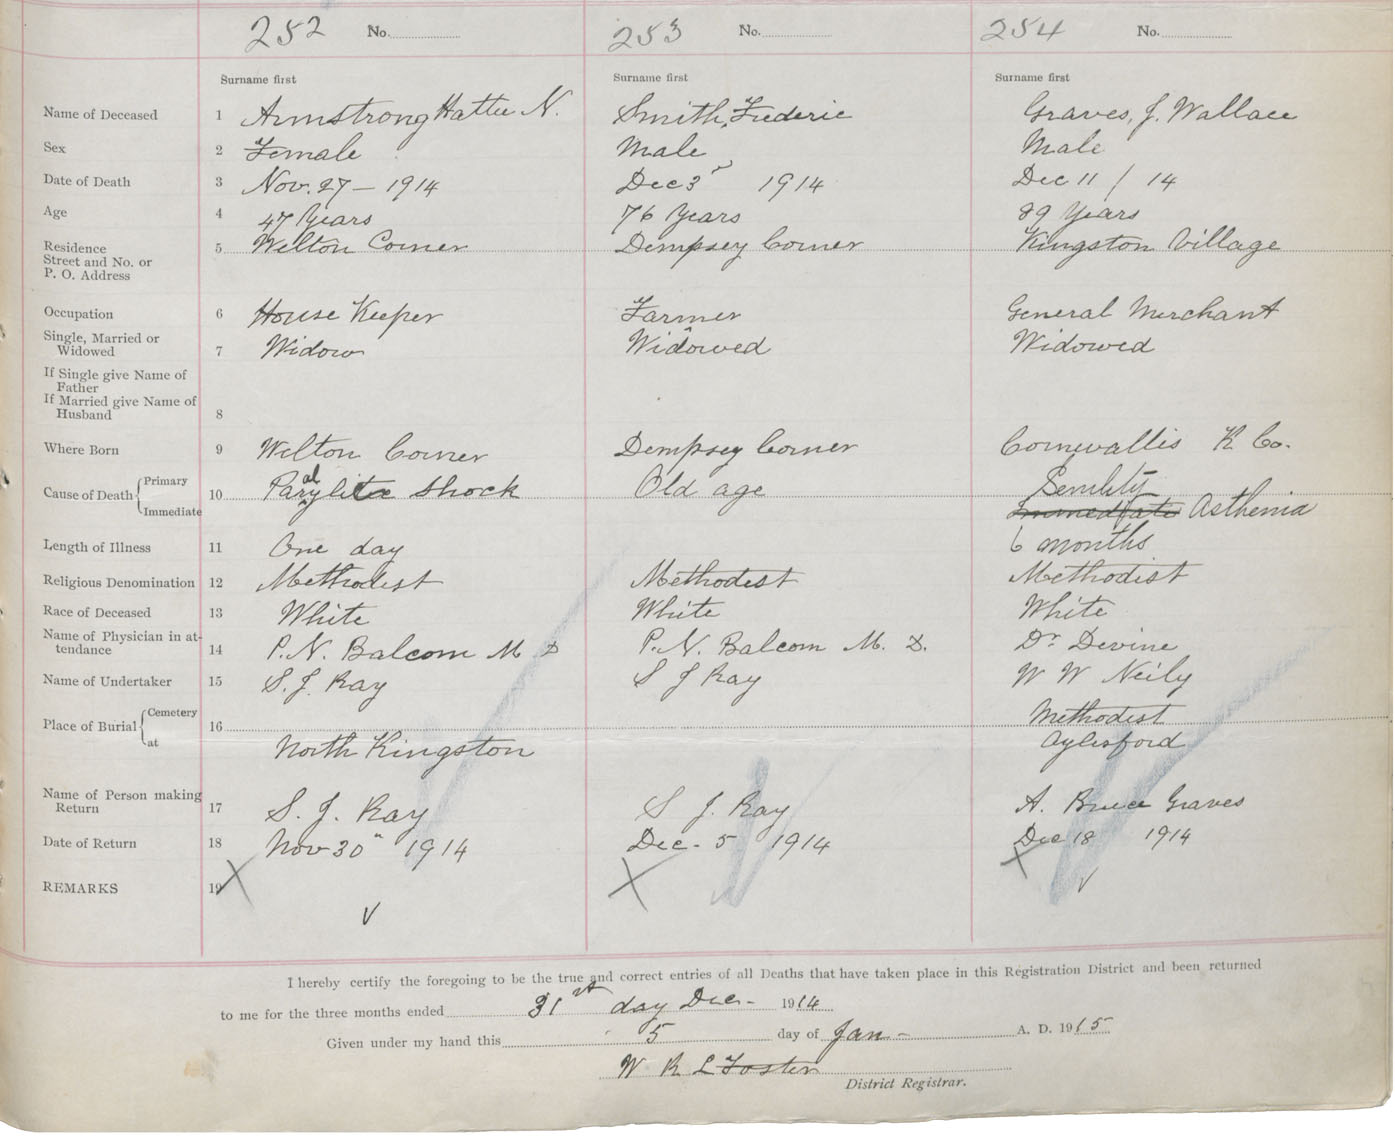 252 No. 253 No. 254 No.
Surname first Surname first Surname first
Name of Deceased 1 Armstrong Hattie N. Smith, Frederic Graves, J. Wallace
Sex 2 Female Male Male
Date of Death 3 Nov. 27 - 1914 Dec 3 1914 Dec 11 / 14
Age 4 47 Years 76 Years 89 Years
Residence 5 Welton Corner Dempsey Corner Kingston Village
Street and No. or
P. O. Address
Occupation 6 House Keeper Farmer General Merchant
Single, Married or
Widowed 7 Widow Widowed Widowed
If Single give Name of
Father
If Married give Name of
Husband 8
Where Born 9 Welton Corner Dempsey Corner Cornwallis K Co.
Primary Senility
Cause of Death 10 Shock Old age
Immediate Immediate Asthenia
Length of Illness 11 One day 6 months
Religious Denomination 12 Methodist Methodist Methodist
Race of Deceased 13 White White White
Name of Physician in at-
tendance 14 P. N. Balcom M D P. N. Balcom M. D. Dr Devine
Name of Undertaker 15 S. J. Ray S J Ray W W Neily
Cemetery Methodist
Place of Burial 16
at North Kingston Aylesford
Name of Person making
Return 17 S. J. Ray S J. Ray A. Bruce Graves
Date of Return 18 Nov 30" 1914 Dec - 5 1914 Dec 18 1914
REMARKS 19
I hereby certify the foregoing to be the true and correct entries of all Deaths that have taken place in this Registration District and been returned
to me for the three months ended 31st day Dec - 1914
Given under my hand this 5 day of Jan - A. D. 1915
W R L Foster
District Registrar.